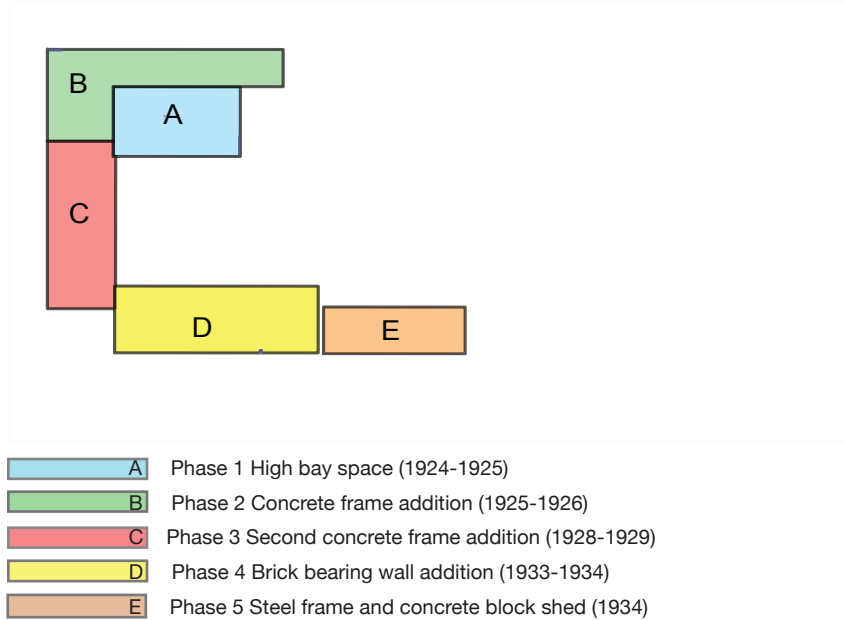 B
A
C
D
E
A Phase 1 High bay space (1924-1925)
B Phase 2 Concrete frame addition (1925-1926)
C Phase 3 Second concrete frame addition (1928-1929)
D Phase 4 Brick bearing wall addition (1933-1934)
E Phase 5 Steel frame and concrete block shed (1934)